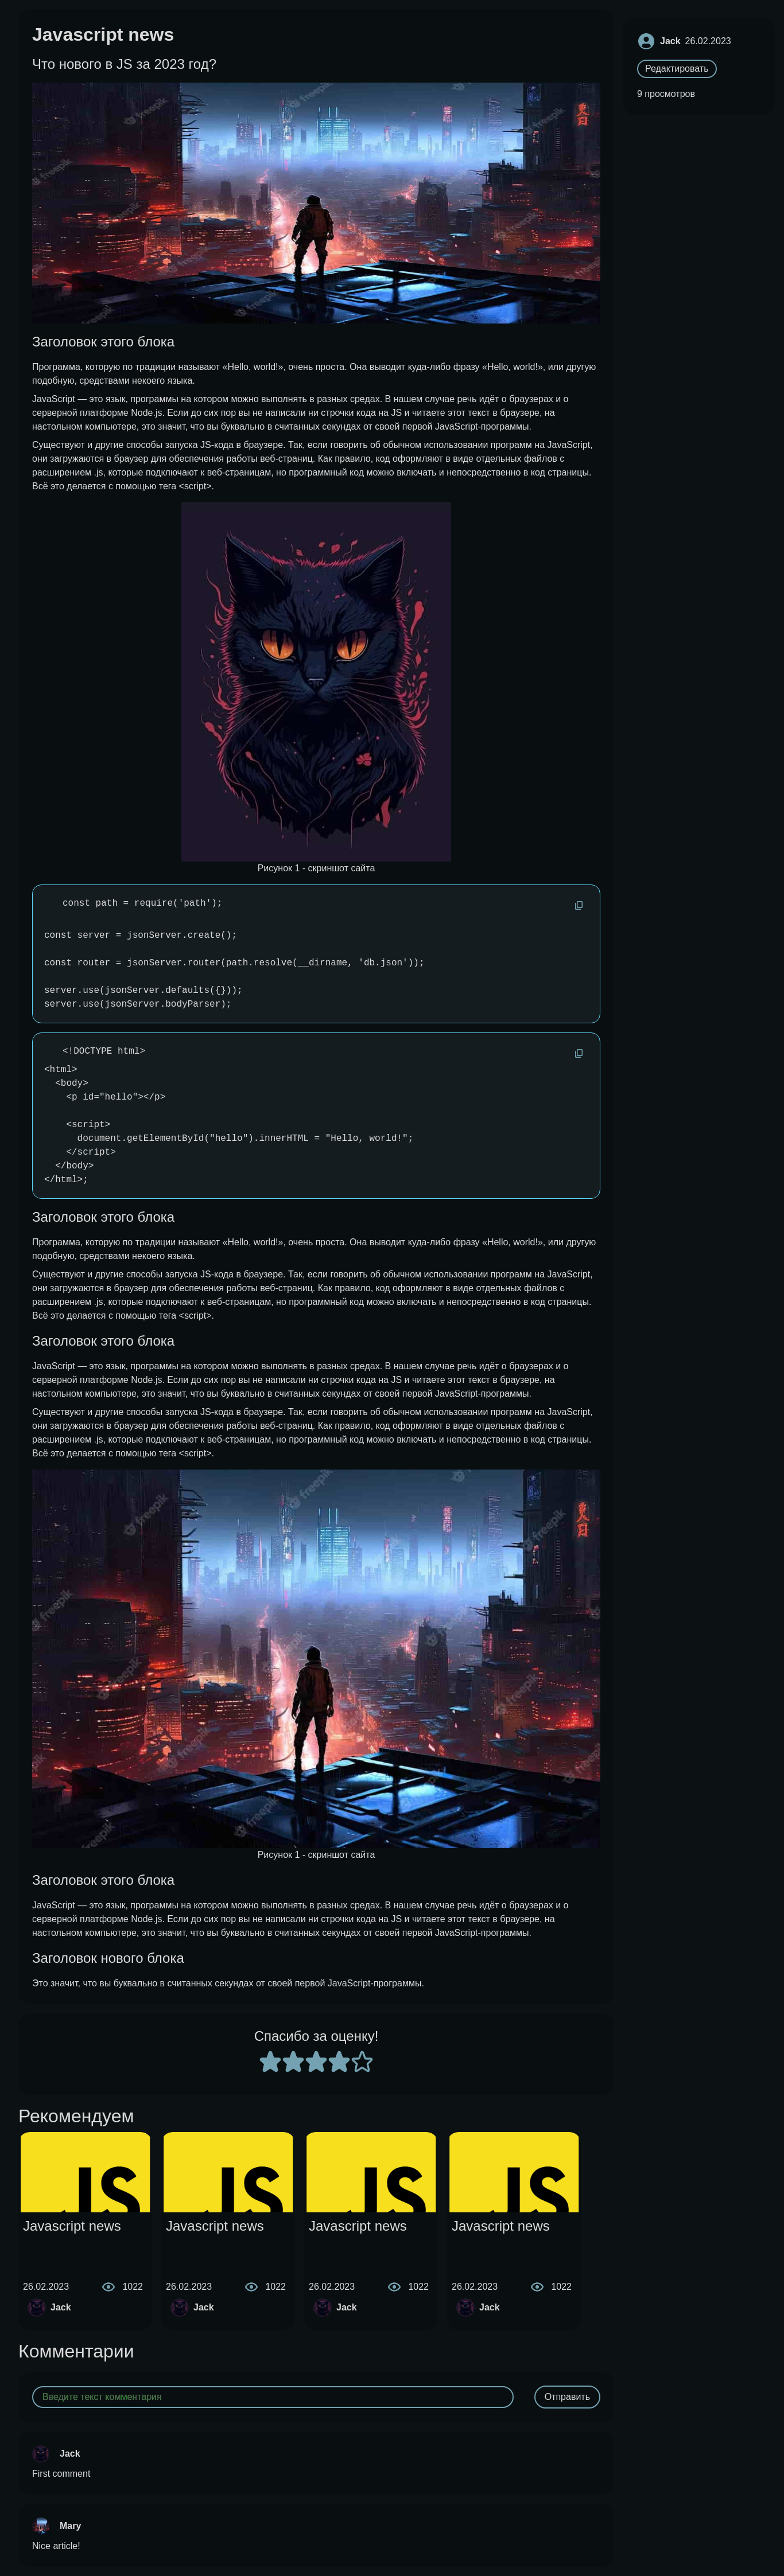 Javascript news
Что нового в JS за 2023 год?
freepik
freepik
freepik
freepik
freepik
freepik
freepik
freepik
freepik
Заголовок этого блока
Программа, которую по традиции называют «Hello, world!», очень проста. Она выводит куда-либо фразу «Hello, world!», или другую
подобную, средствами некоего языка.
JavaScript — это язык, программы на котором можно выполнять в разных средах. В нашем случае речь идёт о браузерах и о
серверной платформе Node.js. Если до сих пор вы не написали ни строчки кода на JS и читаете этот текст в браузере, на
настольном компьютере, это значит, что вы буквально в считанных секундах от своей первой JavaScript-программы.
Существуют и другие способы запуска JS-кода в браузере. Так, если говорить об обычном использовании программ на JavaScript,
они загружаются в браузер для обеспечения работы веб-страниц. Как правило, код оформляют в виде отдельных файлов с
расширением .js, которые подключают к веб-страницам, но программный код можно включать и непосредственно в код страницы.
Всё это делается с помощью тега <script>.
Рисунок 1 - скриншот сайта
const path = require('path');
const server = jsonServer.create();
const router = jsonServer.router(path.resolve(__dirname, 'db.json'));
server.use(jsonServer.defaults({}));
server.use(jsonServer.bodyParser);
<!DOCTYPE html>
<html>
<body>
<p id="hello"></p>
<script>
document.getElementById("hello").innerHTML = "Hello, world!";
</script>
</body>
</html>;
Заголовок этого блока
Программа, которую по традиции называют «Hello, world!», очень проста. Она выводит куда-либо фразу «Hello, world!», или другую
подобную, средствами некоего языка.
Существуют и другие способы запуска JS-кода в браузере. Так, если говорить об обычном использовании программ на JavaScript,
они загружаются в браузер для обеспечения работы веб-страниц. Как правило, код оформляют в виде отдельных файлов с
расширением .js, которые подключают к веб-страницам, но программный код можно включать и непосредственно в код страницы.
Всё это делается с помощью тега <script>.
Заголовок этого блока
JavaScript — это язык, программы на котором можно выполнять в разных средах. В нашем случае речь идёт о браузерах и о
серверной платформе Node.js. Если до сих пор вы не написали ни строчки кода на JS и читаете этот текст в браузере, на
настольном компьютере, это значит, что вы буквально в считанных секундах от своей первой JavaScript-программы.
Существуют и другие способы запуска JS-кода в браузере. Так, если говорить об обычном использовании программ на JavaScript,
они загружаются в браузер для обеспечения работы веб-страниц. Как правило, код оформляют в виде отдельных файлов с
расширением .js, которые подключают к веб-страницам, но программный код можно включать и непосредственно в код страницы.
Всё это делается с помощью тега <script>.
freepik
freepik
freepik
freepik
freepik
freepik
freepik
freepik
freepik
Рисунок 1 - скриншот сайта
Заголовок этого блока
JavaScript — это язык, программы на котором можно выполнять в разных средах. В нашем случае речь идёт о браузерах и о
серверной платформе Node.js. Если до сих пор вы не написали ни строчки кода на JS и читаете этот текст в браузере, на
настольном компьютере, это значит, что вы буквально в считанных секундах от своей первой JavaScript-программы.
Заголовок нового блока
Это значит, что вы буквально в считанных секундах от своей первой JavaScript-программы.
Jack 26.02.2023
Редактировать
9 просмотров
Спасибо за оценку!
Рекомендуем
JS JS JS JS
Javascript news Javascript news Javascript news Javascript news
26.02.2023 1022 26.02.2023 1022 26.02.2023 1022 26.02.2023 1022
Jack Jack Jack Jack
Комментарии
Введите текст комментария Отправить
Jack
First comment
Mary
Nice article!